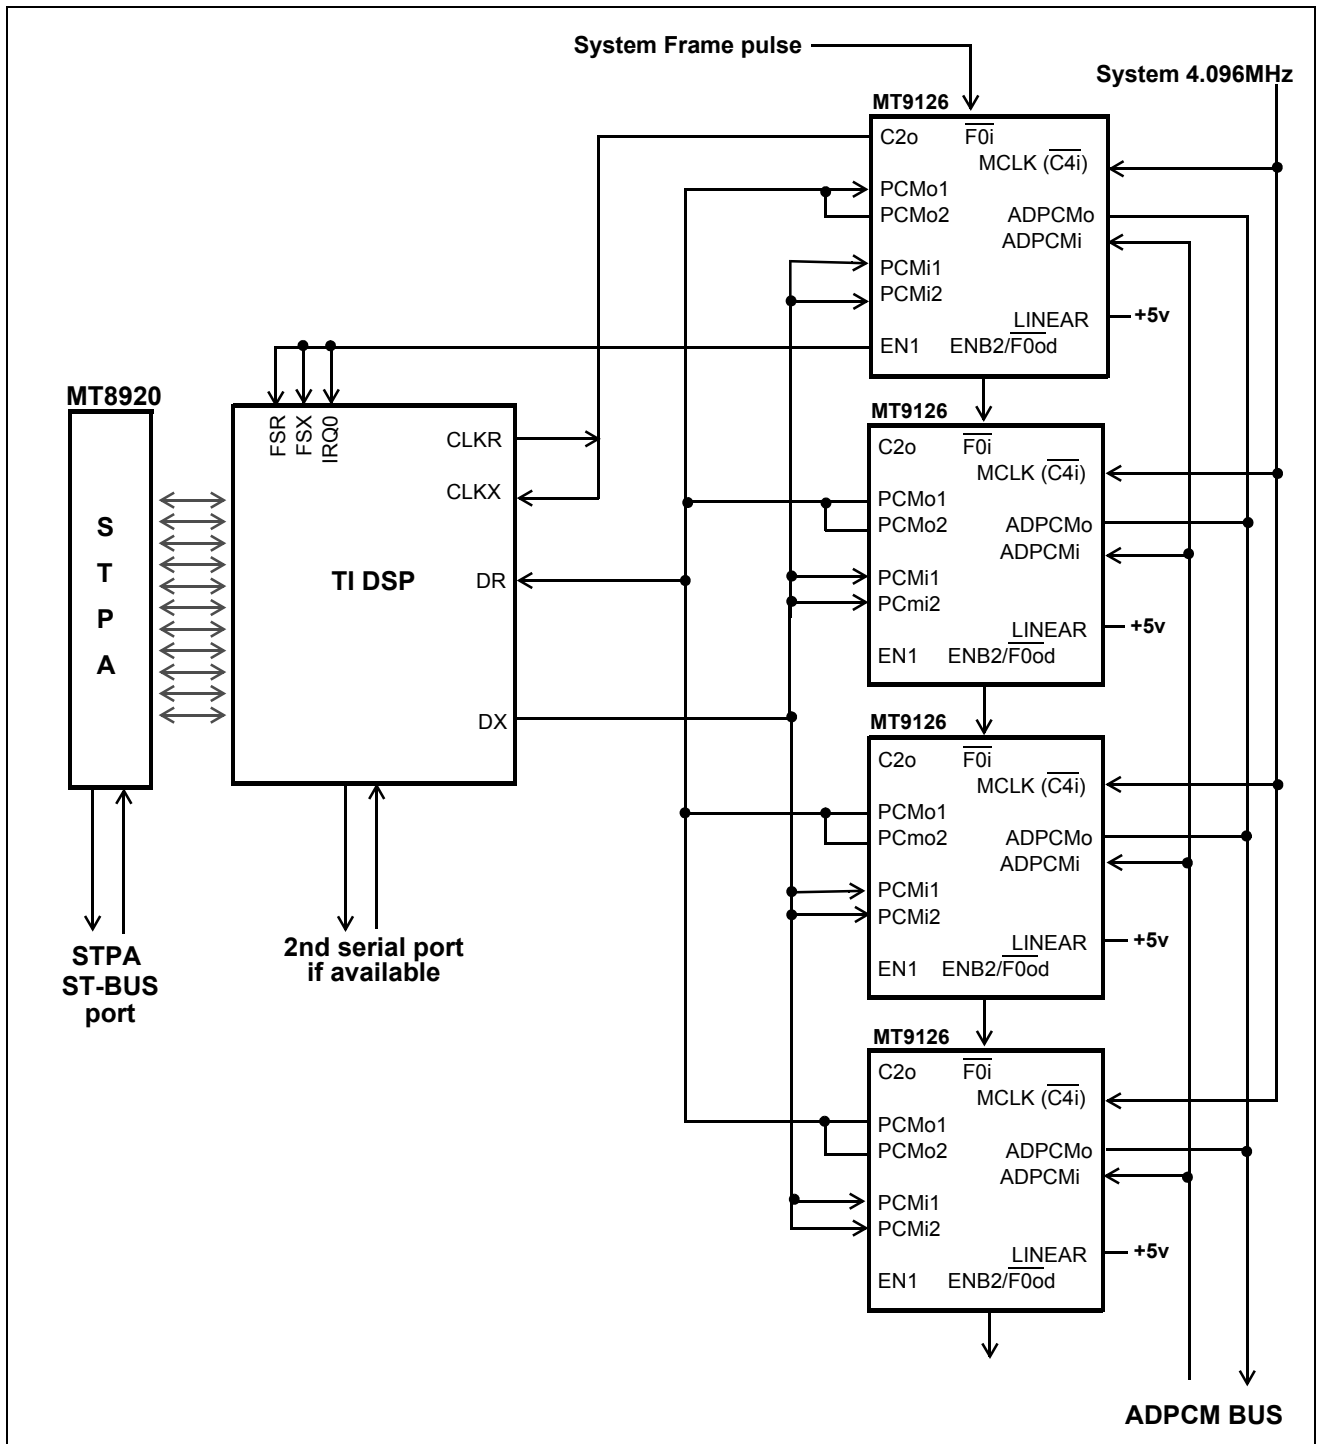 System Frame pulse
System 4.096MHz
MT9126
C2o F0i
MCLK (C4i)
PCMo1
PCMo2 ADPCMo
ADPCMi
PCMi1
PCMi2
LINEAR +5v
EN1 ENB2/F0od
MT8920
S
T
P
A
FSR
FSX
IRQ0
CLKR
CLKX
TI DSP
DR
DX
MT9126
C2o F0i
MCLK (C4i)
PCMo1
PCMo2 ADPCMo
ADPCMi
PCMi1
PCmi2
LINEAR +5v
EN1 ENB2/F0od
MT9126
C2o F0i
MCLK (C4i)
PCMo1
PCmo2 ADPCMo
ADPCMi
PCMi1
PCMi2
LINEAR +5v
EN1 ENB2/F0od
STPA
ST-BUS
port
2nd serial port
if available
MT9126
C2o F0i
MCLK (C4i)
PCMo1
PCMo2 ADPCMo
ADPCMi
PCMi1
PCMi2
LINEAR +5v
EN1 ENB2/F0od
ADPCM BUS